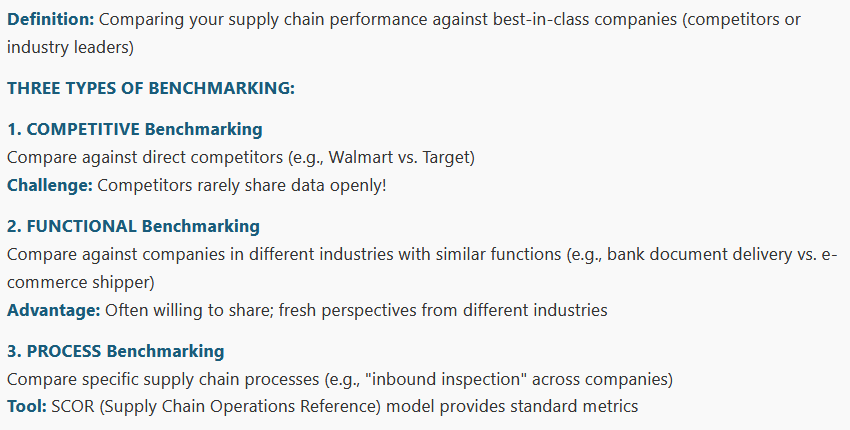 Definition: Comparing your supply chain performance against best-in-class companies (competitors or
industry leaders)
THREE TYPES OF BENCHMARKING:
1. COMPETITIVE Benchmarking
Compare against direct competitors (e.g., Walmart vs. Target)
Challenge: Competitors rarely share data openly!
2. FUNCTIONAL Benchmarking
Compare against companies in different industries with similar functions (e.g., bank document delivery vs. e-
commerce shipper)
Advantage: Often willing to share; fresh perspectives from different industries
3. PROCESS Benchmarking
Compare specific supply chain processes (e.g., "inbound inspection" across companies)
Tool: SCOR (Supply Chain Operations Reference) model provides standard metrics